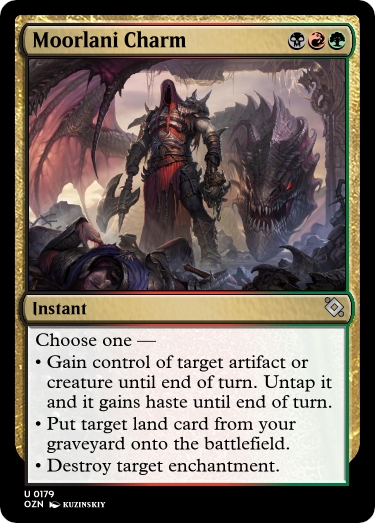 Moorlani Charm
Instant
Choose one —
• Gain control of target artifact or
creature until end of turn. Untap it
and it gains haste until end of turn.
• Put target land card from your
graveyard onto the battlefield.
• Destroy target enchantment.
U 0179
OZN KUZINSKIY